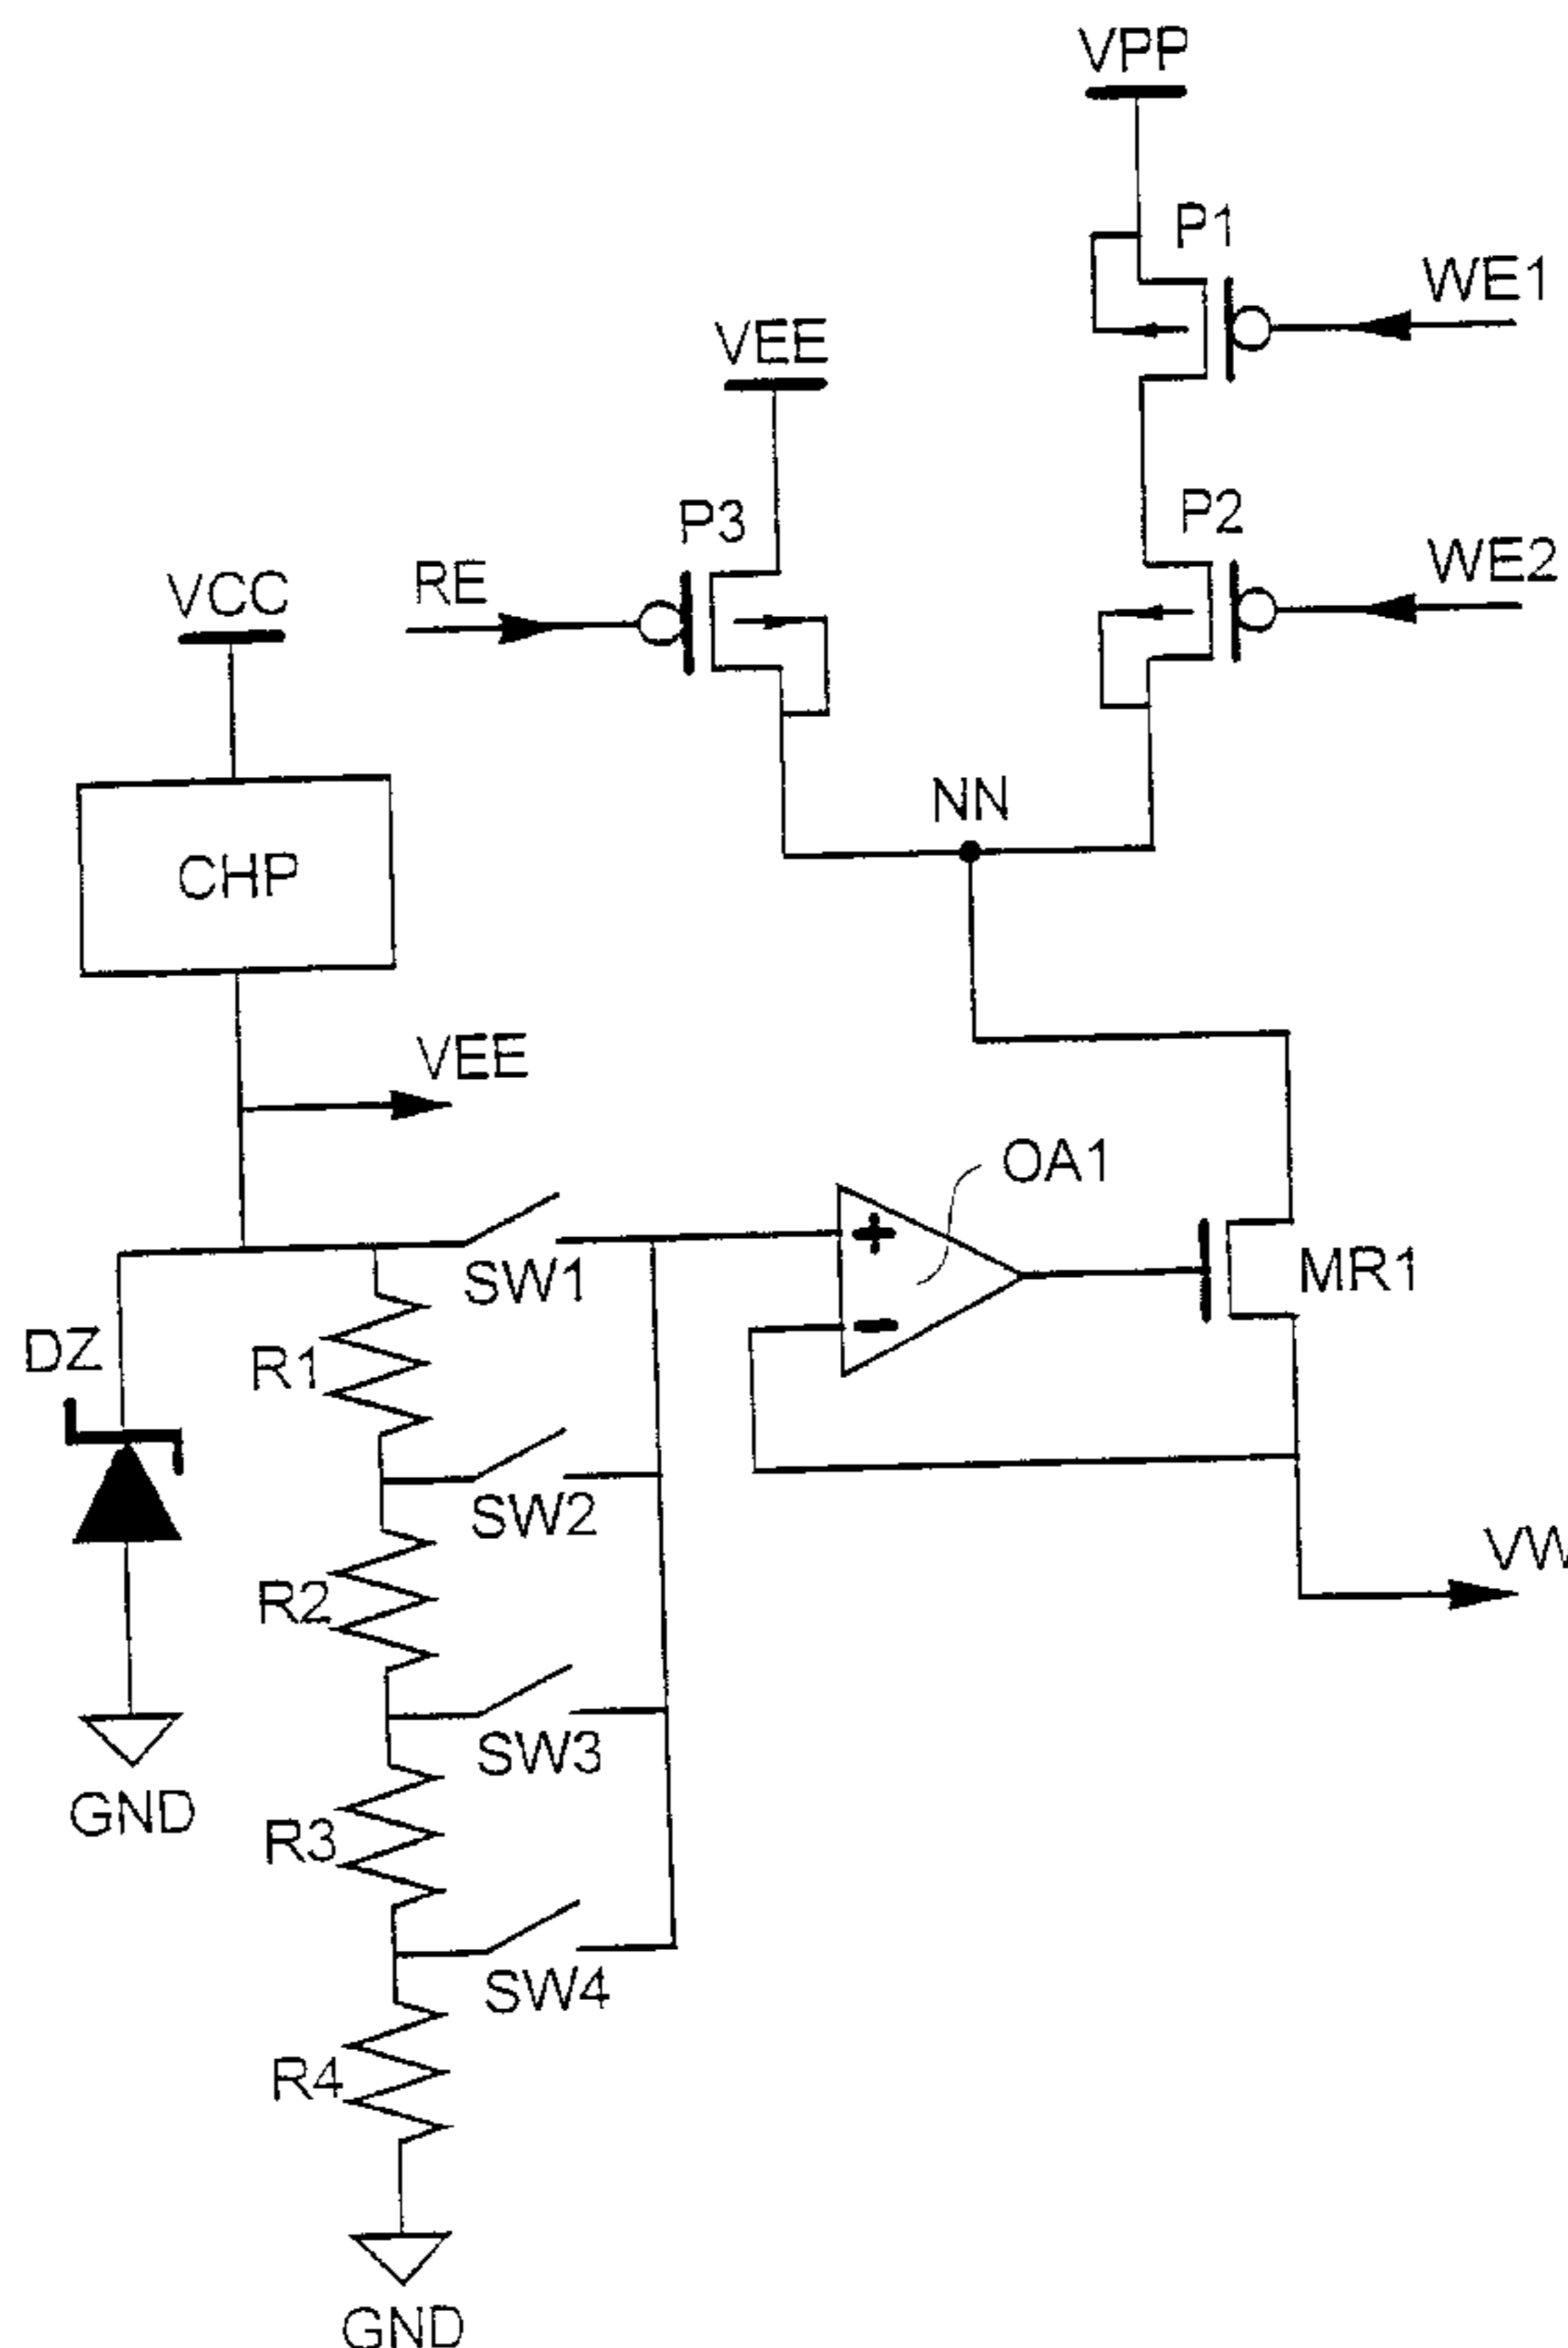 VPP
P1
WE1
VEE
P3
P2
RE
WE2
VCC
NN
CHP
VEE
OA1
+
SW1
MR1
DZ
R1
-
SW2
VW
R2
SW3
GND
R3
SW4
R4
GND